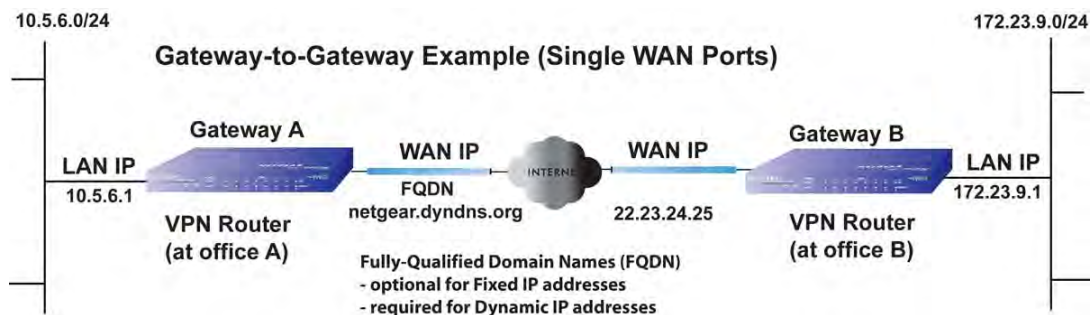 10.5.6.0/24
172.23.9.0/24
Gateway-to-Gateway Example (Single WAN Ports)
Gateway A
Gateway B
LAN IP
10.5.6.1
WAN IP
FQDN
netgear.dyndns.org
INTERNE
WAN IP
22.23.24.25
LAN IP
172.23.9.1
VPN Router
(at office A)
VPN Router
(at office B)
Fully-Qualified Domain Names (FQDN)
- optional for Fixed IP addresses
- required for Dynamic IP addresses